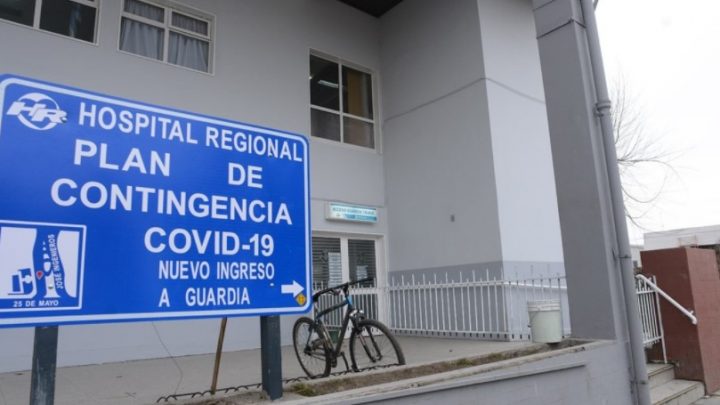 HR
HOSPITAL REGIONAL
PLAN DE
CONTINGENCIA
COVID-19
NUEVO INGRESO
A GUARDIA
JOSÉ INGENIEROS
25 DE MAYO